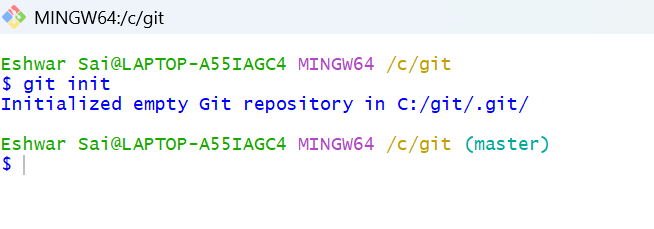 MINGW64:/c/git
Eshwar Sai@LAPTOP-A55IAGC4 MINGW64 /c/git
$ git init
Initialized empty Git repository in C:/git/.git/
Eshwar Sai@LAPTOP-A55IAGC4 MINGW64 /c/git (master)
$